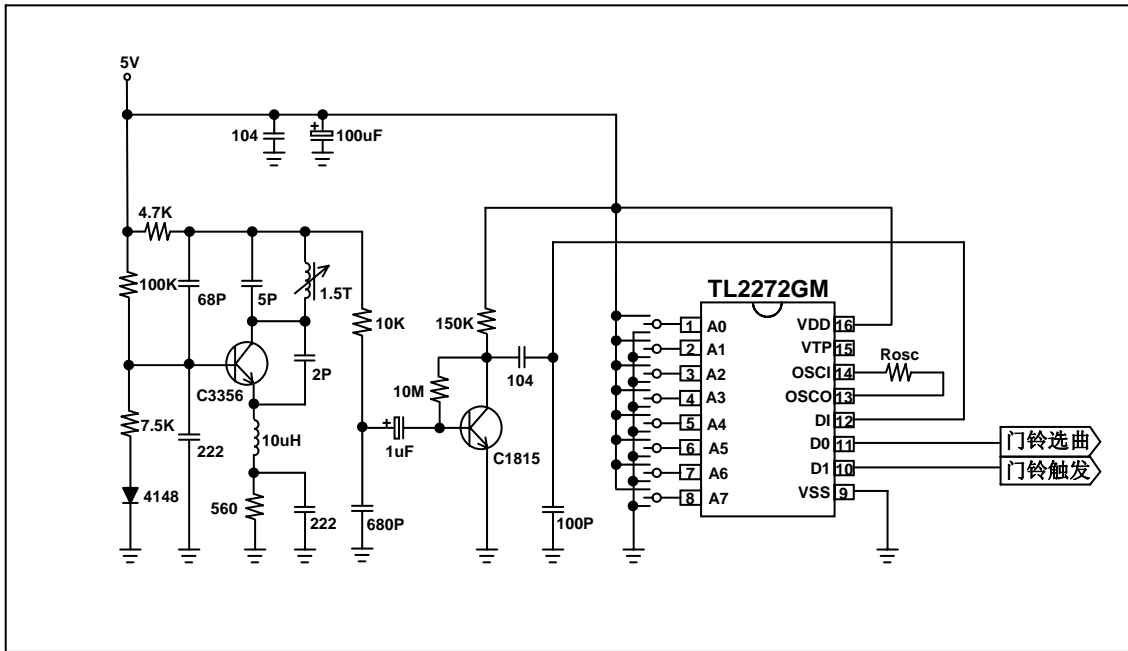 5V
104
100uF
4.7K
100K
68P
5P
1.5T
10K
150K
TL2272GM
1 A0 VDD 16
2 A1 VTP 15
3 A2 OSCI 14
Rosc
4 A3 OSCO 13
5 A4 DI 12
6 A5 D0 11
门铃选曲
7 A6 D1 10
门铃触发
8 A7 VSS 9
C3356
2P
10M
104
7.5K
222
10uH
+
1uF
C1815
4148
560
222
680P
100P
+